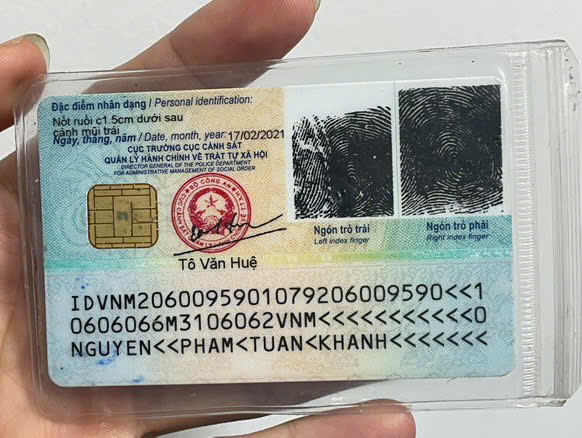 Đặc điểm nhân dạng / Personal identification:
Nốt ruồi c1.5cm dưới sau
cánh mũi trái
Ngày, tháng, năm / Date, month, year: 17/02/2021
CỤC TRƯỞNG CỤC CẢNH SÁT
QUẢN LÝ HÀNH CHÍNH VỀ TRẬT TỰ XÃ HỘI
DIRECTOR GENERAL OF THE POLICE DEPARTMENT
FOR ADMINISTRATIVE MANAGEMENT OF SOCIAL ORDER
BỘ CÔNG AN
Tô Văn Huệ
Ngón trỏ trái
Left index finger
Ngón trỏ phải
Right index finger
IDVNM2060095901079206009590<<1
0606066M3106062VNM<<<<<<<<<<<0
NGUYEN<<PHAM<TUAN<KHANH<<<<<<<